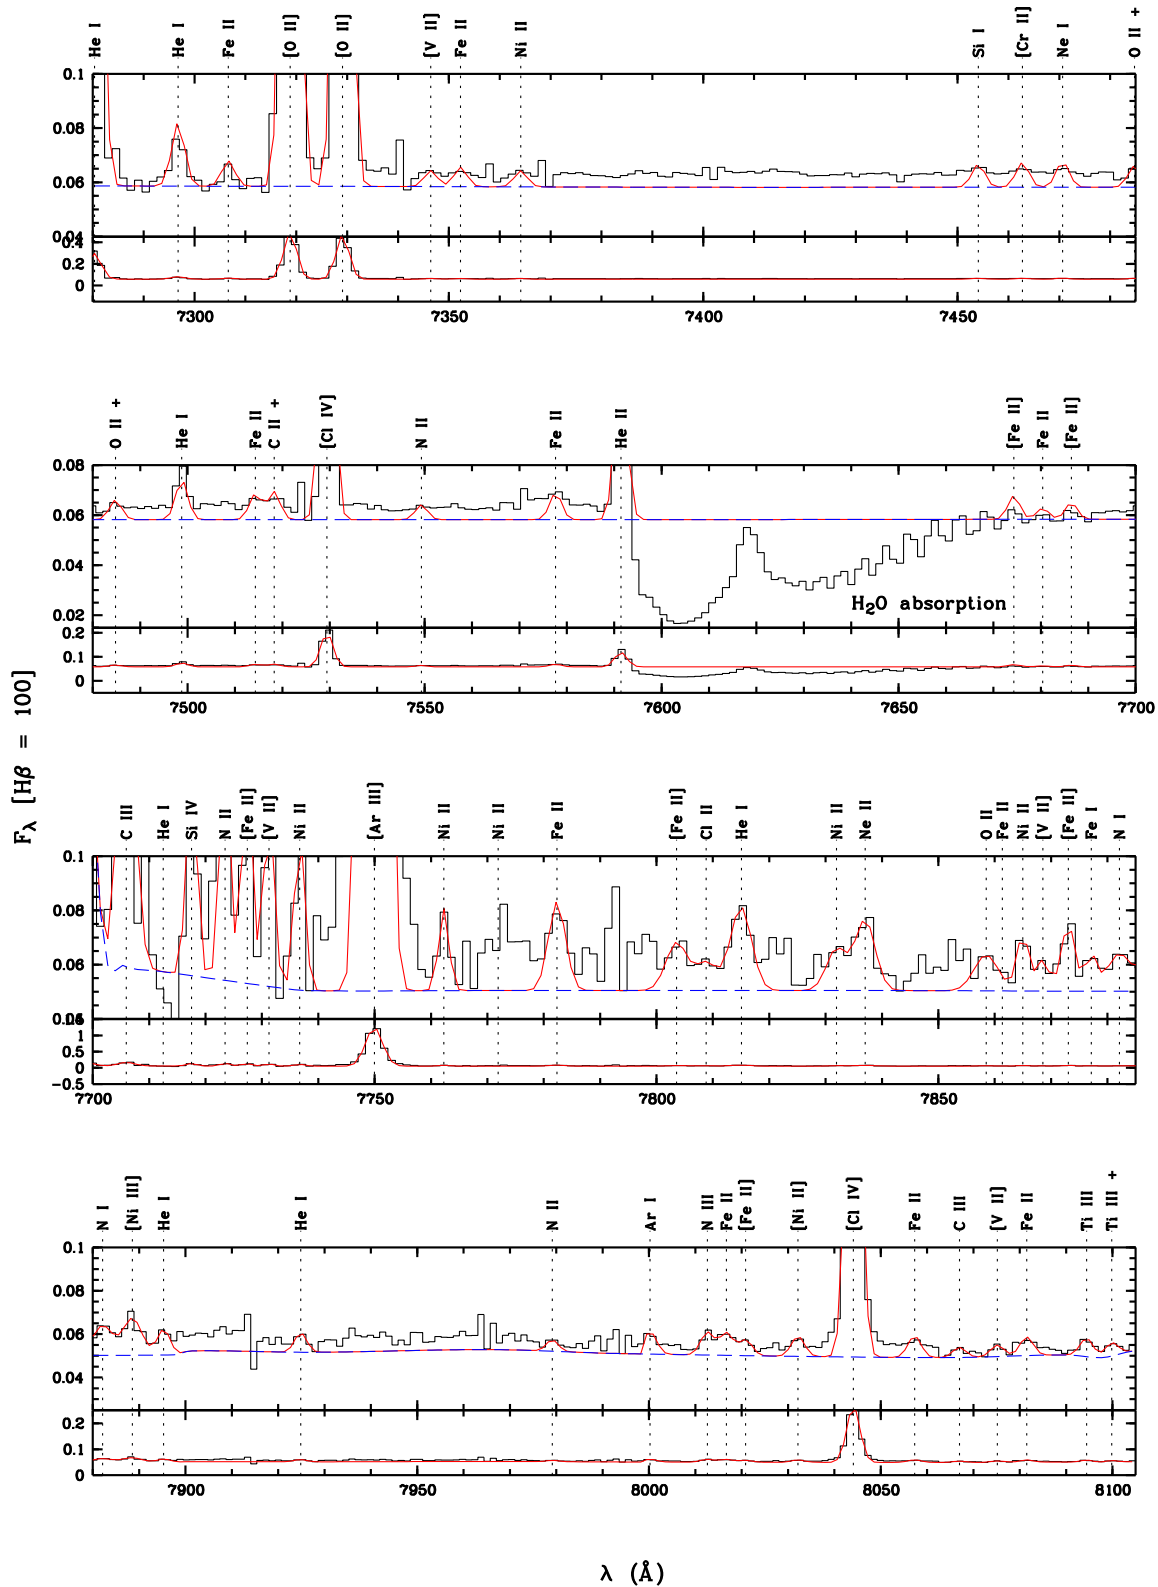 He I
He I
Fe II
[O II]
[O II]
[V II]
Fe II
Ni II
Si I
[Cr II]
Ne I
O II +
0.1
0.08
0.06
0.04
0.4
0.2
0
7300 7350 7400 7450
O II +
He I
Fe II
C II +
[Cl IV]
N II
Fe II
He II
[Fe II]
Fe II
[Fe II]
0.08
0.06
0.04
0.02
H₂O absorption
0.2
0.1
0
7500 7550 7600 7650 7700
Fλ [Hβ = 100]
C III
He I
Si IV
N II
[Fe II]
[V II]
Ni II
[Ar III]
Ni II
Ni II
Fe II
[Fe II]
Cl II
He I
Ni II
Ne II
O II
Fe II
Ni II
[V II]
[Fe II]
Fe I
N I
0.1
0.08
0.06
1
0.5
0
−0.5
7700 7750 7800 7850
N I
[Ni III]
He I
He I
N II
Ar I
N III
Fe II
[Fe II]
[Ni II]
[Cl IV]
Fe II
C III
[V II]
Fe II
Ti III
Ti III +
0.1
0.08
0.06
0.04
0.2
0.1
0
7900 7950 8000 8050 8100
λ (Å)